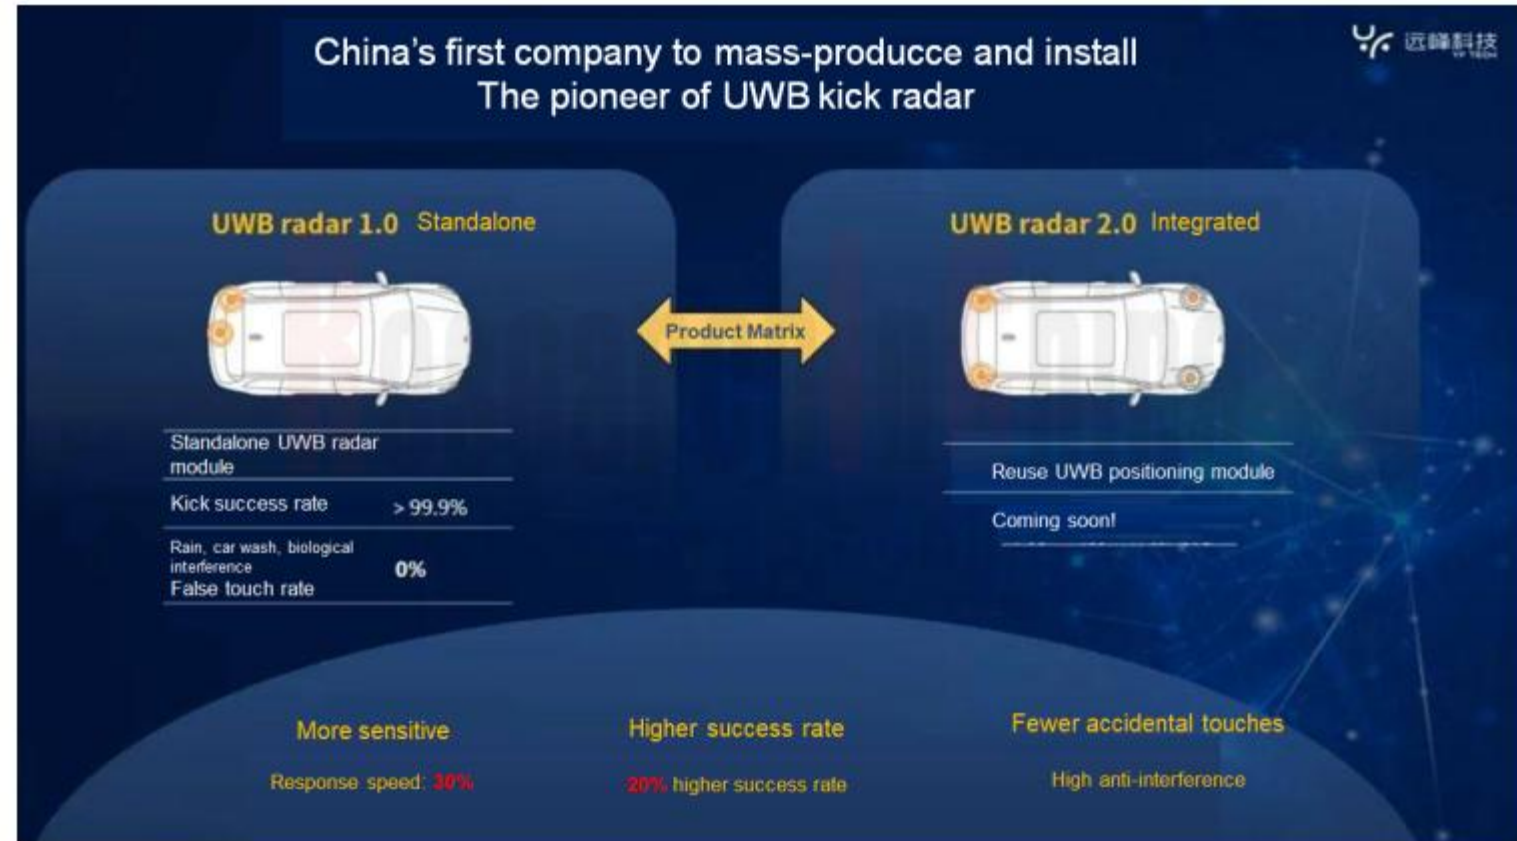 China's first company to mass-producce and install
The pioneer of UWB kick radar
远峰科技
YF TECH
UWB radar 1.0 Standalone
UWB radar 2.0 Integrated
Product Matrix
Standalone UWB radar
module
Kick success rate > 99.9%
Rain, car wash, biological
interference
0%
False touch rate
Reuse UWB positioning module
Coming soon!
More sensitive
Higher success rate
Fewer accidental touches
Response speed: 30%
20% higher success rate
High anti-interference